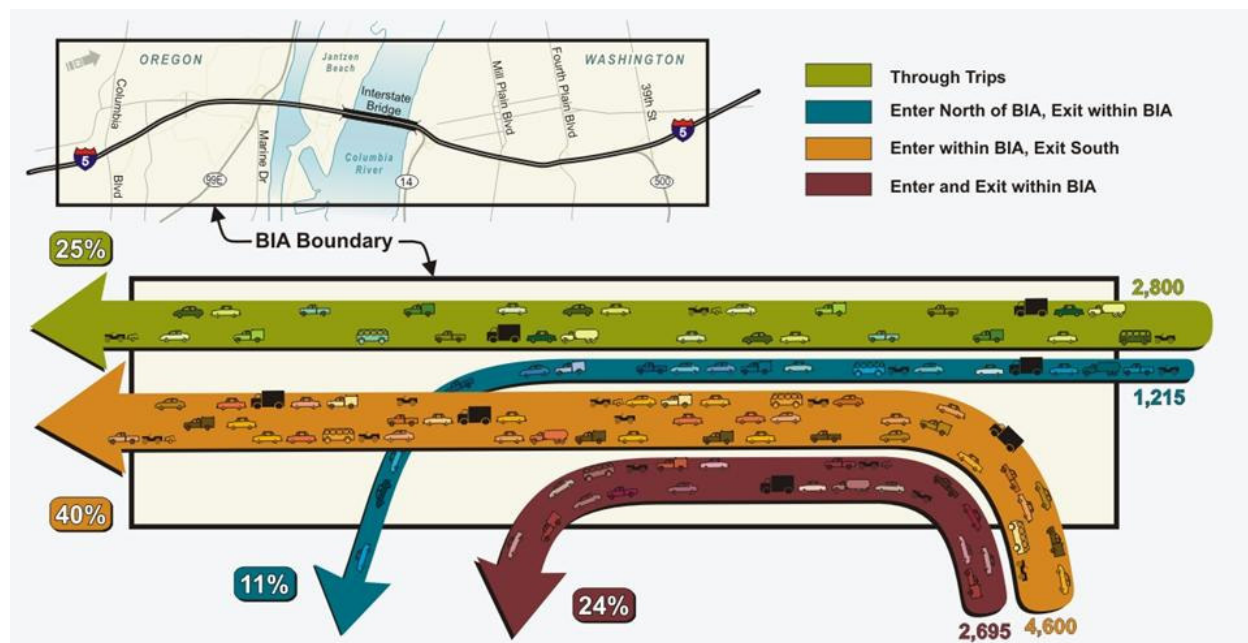 OREGON
Jantzen
Beach
WASHINGTON
Interstate
Bridge
Columbia
Blvd
Marine Dr
Mill Plain Blvd
Fourth Plain Blvd
39th St
5
5
99E
14
500
Columbia
River
Through Trips
Enter North of BIA, Exit within BIA
Enter within BIA, Exit South
Enter and Exit within BIA
BIA Boundary
25%
2,800
1,215
40%
11%
24%
2,695
4,600